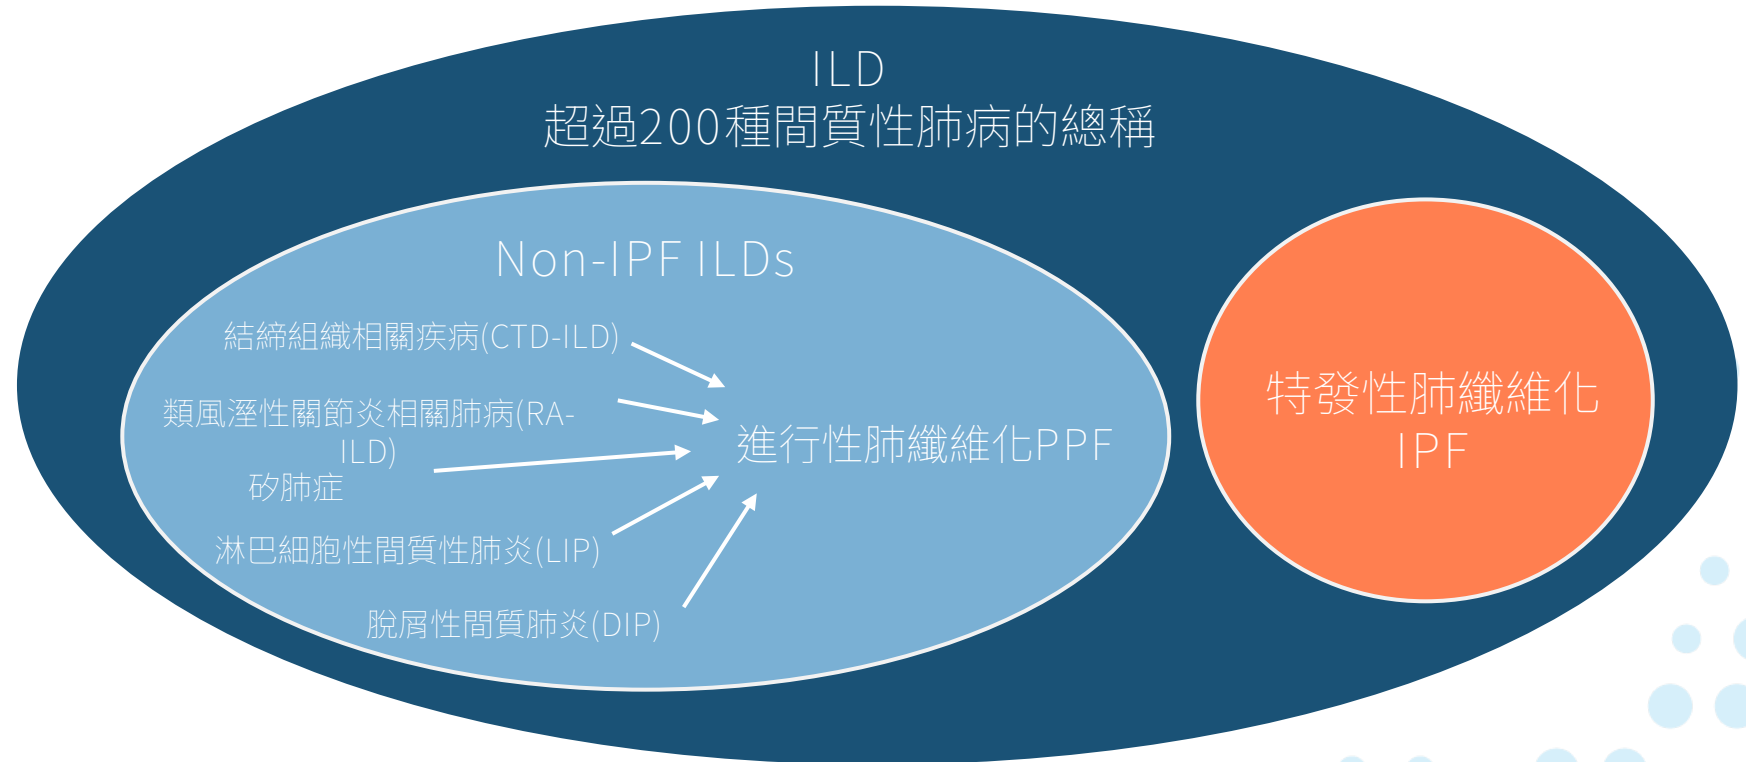 ILD
超過200種間質性肺病的總稱
Non-IPF ILDs
結締組織相關疾病(CTD-ILD)
類風溼性關節炎相關肺病(RA-
ILD)
矽肺症
淋巴細胞性間質性肺炎(LIP)
脫屑性間質肺炎(DIP)
進行性肺纖維化PPF
特發性肺纖維化
IPF